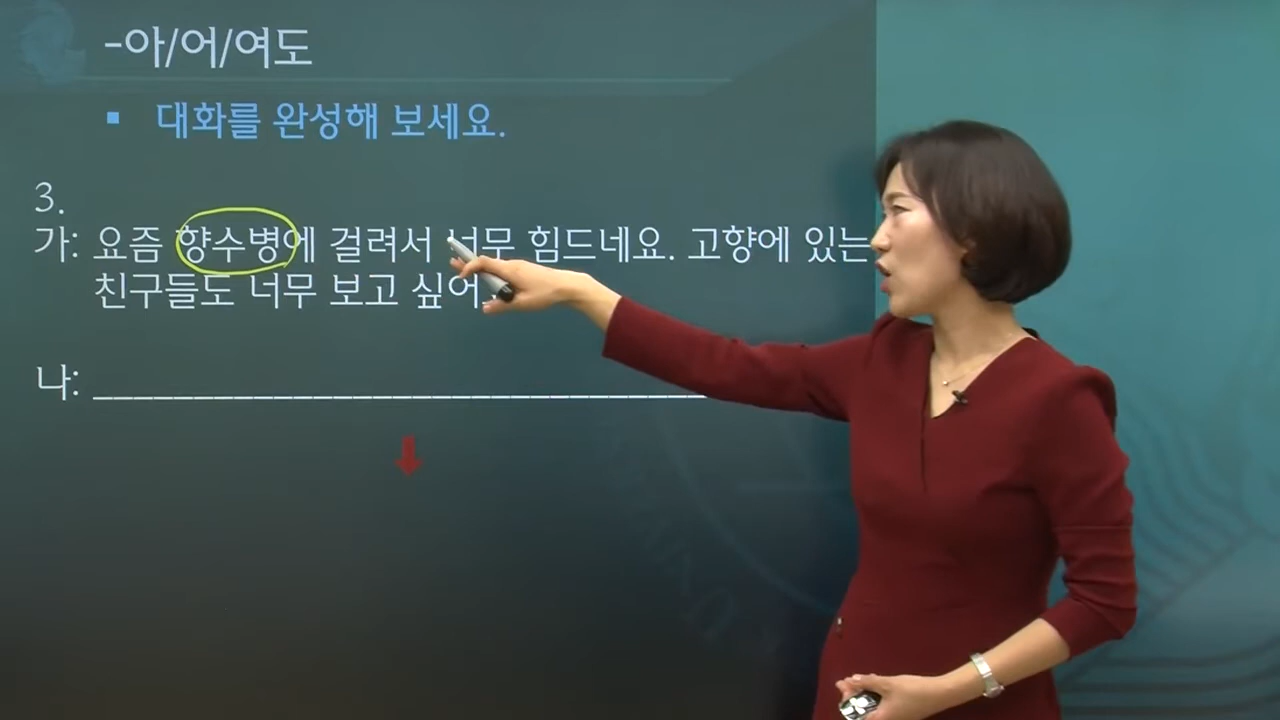 -아/어/여도
▪ 대화를 완성해 보세요.
3.
가: 요즘 향수병에 걸려서 너무 힘드네요. 고향에 있는
친구들도 너무 보고 싶어
나: ______________________________